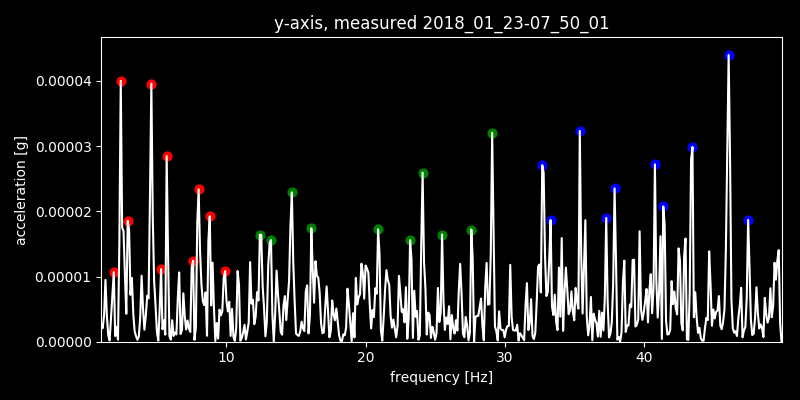 y-axis, measured 2018_01_23-07_50_01
0.00004
0.00003
0.00002
0.00001
0.00000
acceleration [g]
10 20 30 40
frequency [Hz]